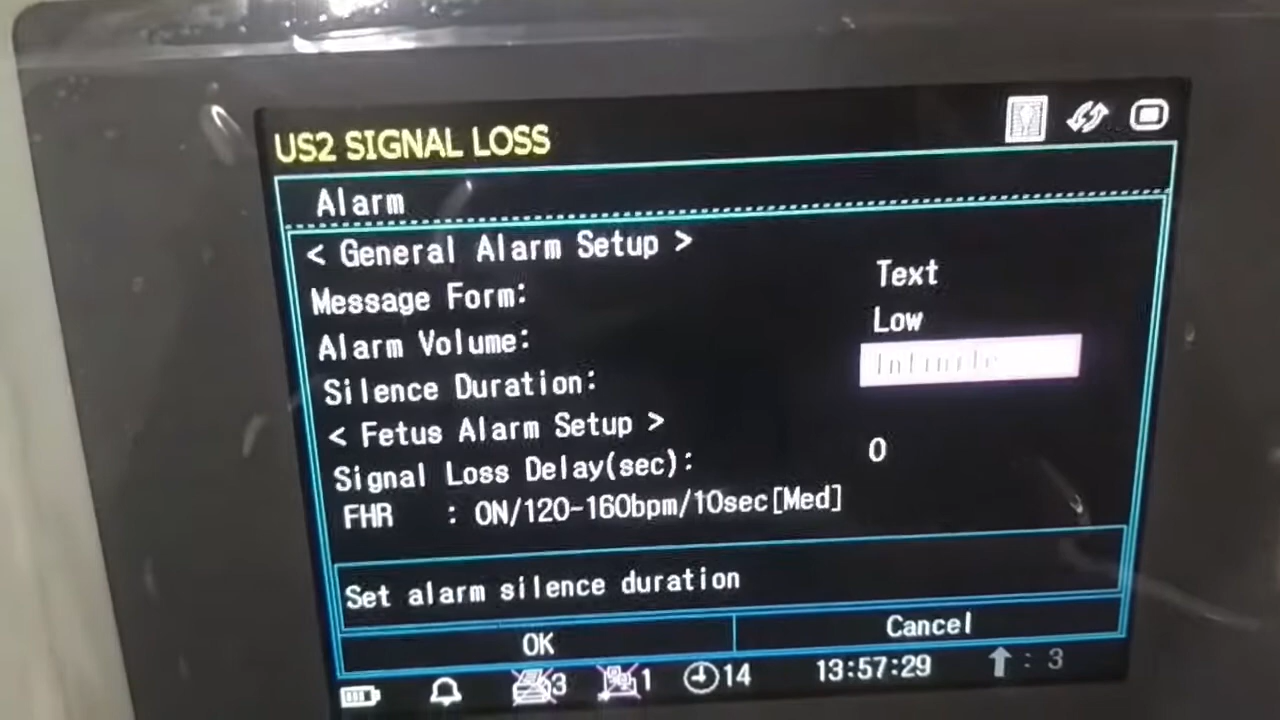 US2 SIGNAL LOSS
Alarm
< General Alarm Setup >
Message Form: Text
Alarm Volume: Low
Silence Duration: Infinite
< Fetus Alarm Setup >
Signal Loss Delay(sec): 0
FHR : ON/120-160bpm/10sec[Med]
Set alarm silence duration
OK Cancel
3 1 14 13:57:29 : 3